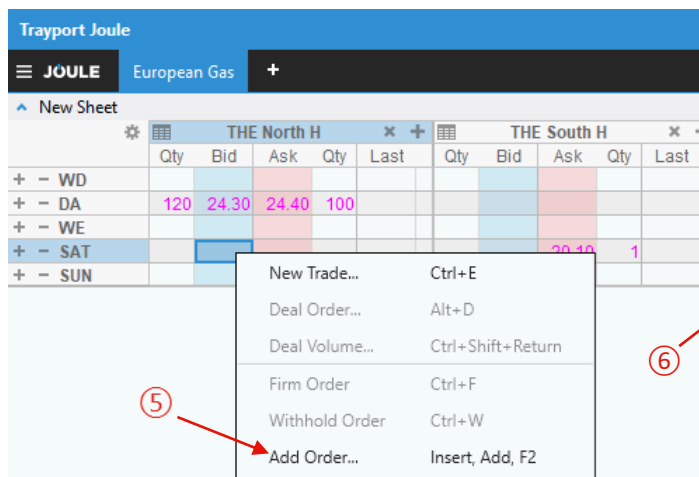 Trayport Joule
JOULE European Gas +
New Sheet
THE North H × + THE South H ×
Qty Bid Ask Qty Last Qty Bid Ask Qty Last
+ − WD
+ − DA 120 24.30 24.40 100
+ − WE
+ − SAT 20.10 1
+ − SUN
New Trade... Ctrl+E
Deal Order... Alt+D
Deal Volume... Ctrl+Shift+Return
⑥
Firm Order Ctrl+F
⑤
Withhold Order Ctrl+W
Add Order... Insert, Add, F2